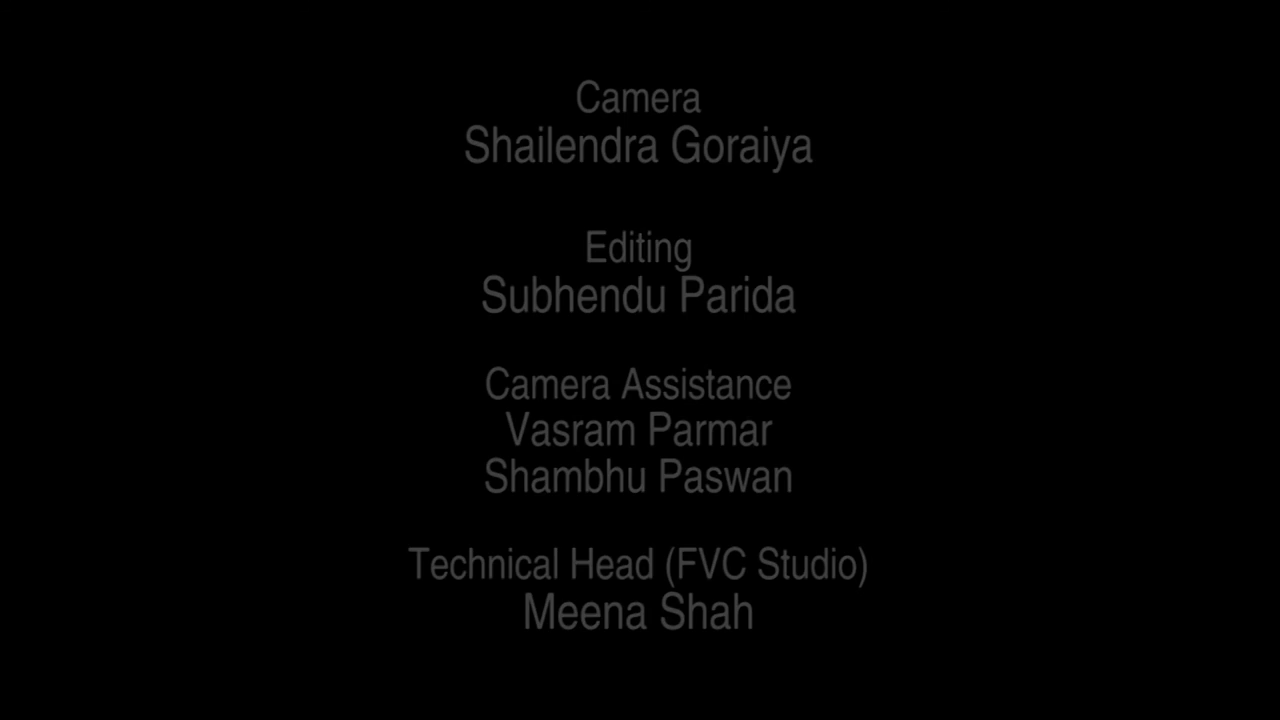 Camera
Shailendra Goraiya
Editing
Subhendu Parida
Camera Assistance
Vasram Parmar
Shambhu Paswan
Technical Head (FVC Studio)
Meena Shah